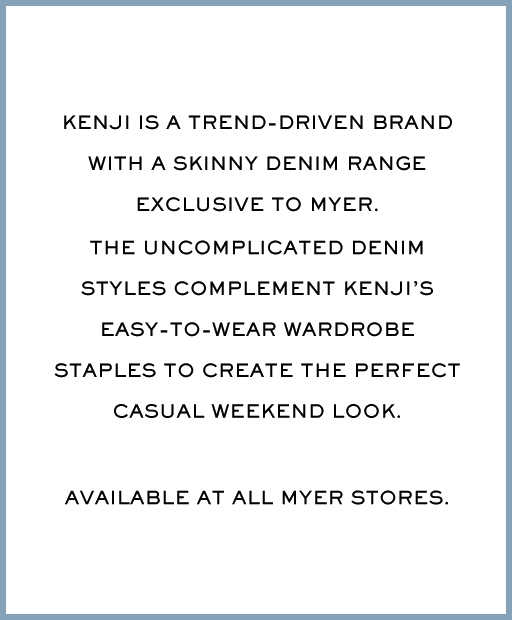 KENJI IS A TREND-DRIVEN BRAND
WITH A SKINNY DENIM RANGE
EXCLUSIVE TO MYER.
THE UNCOMPLICATED DENIM
STYLES COMPLEMENT KENJI'S
EASY-TO-WEAR WARDROBE
STAPLES TO CREATE THE PERFECT
CASUAL WEEKEND LOOK.
AVAILABLE AT ALL MYER STORES.